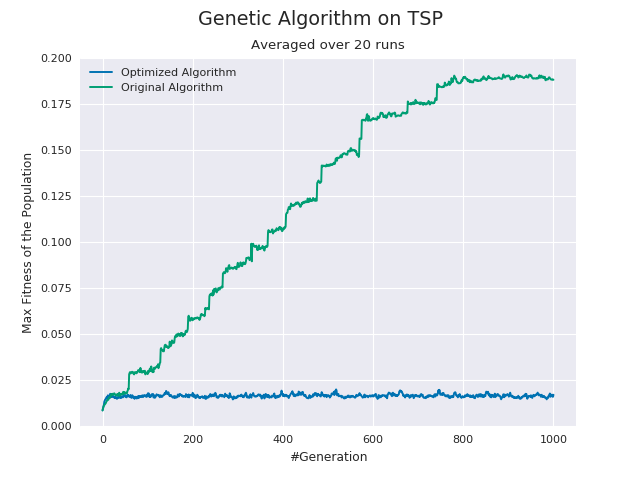 Genetic Algorithm on TSP
Averaged over 20 runs
Optimized Algorithm
Original Algorithm
Max Fitness of the Population
0.200
0.175
0.150
0.125
0.100
0.075
0.050
0.025
0.000
0 200 400 600 800 1000
#Generation